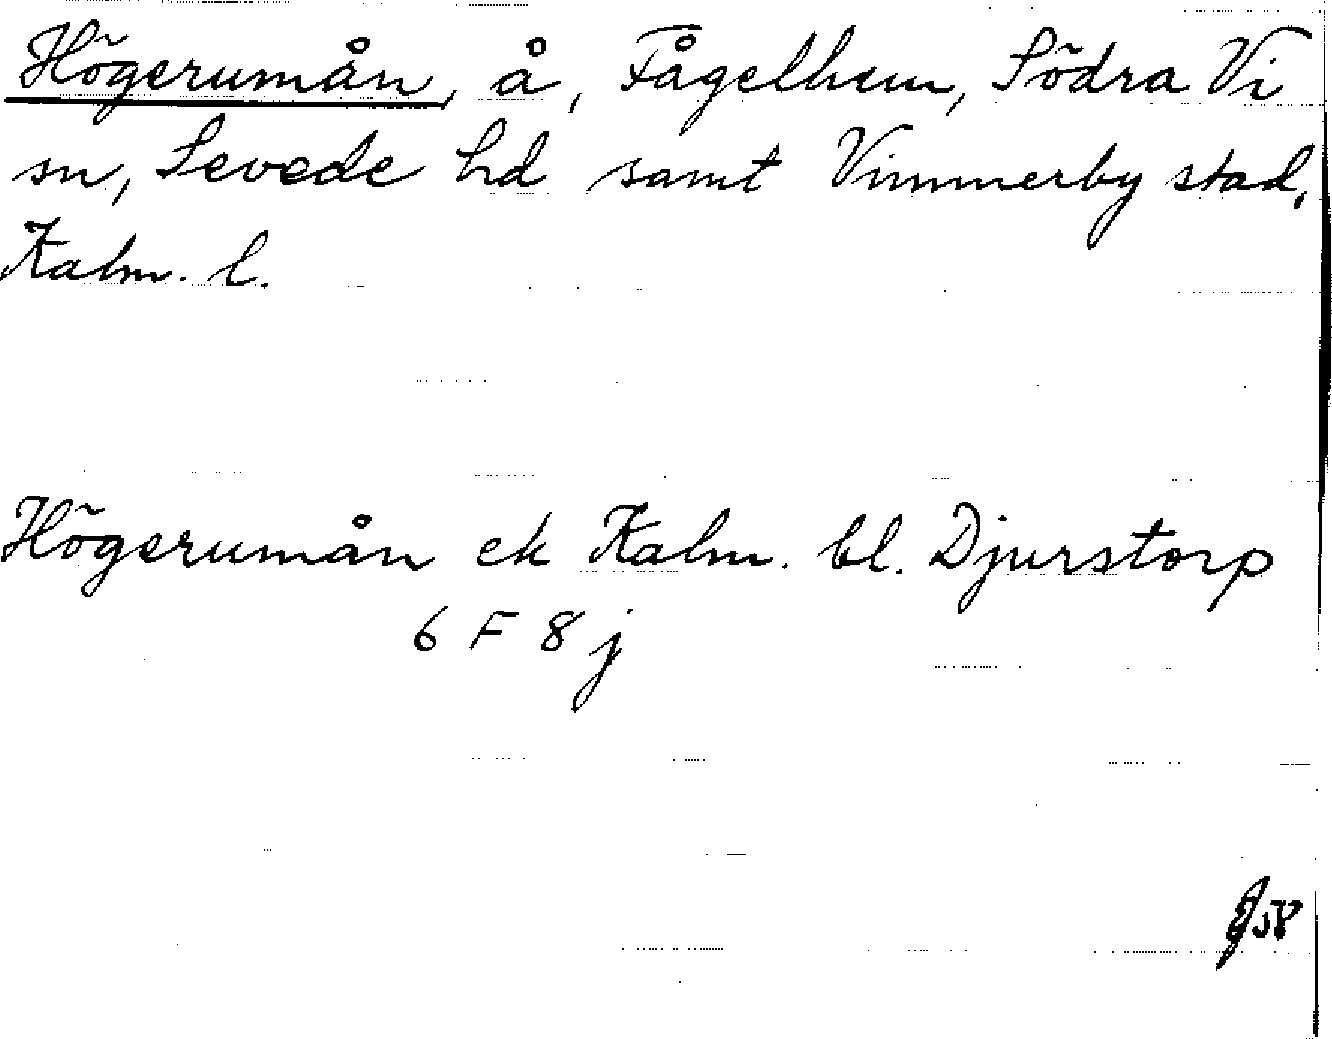 Högerumån, å, Fågelhem, Södra Vi
sn, Sevede hd samt Vimmerby stad,
Kalm. l.
Högerumån ek Kalm. bl. Djurstorp
6 F 8 j